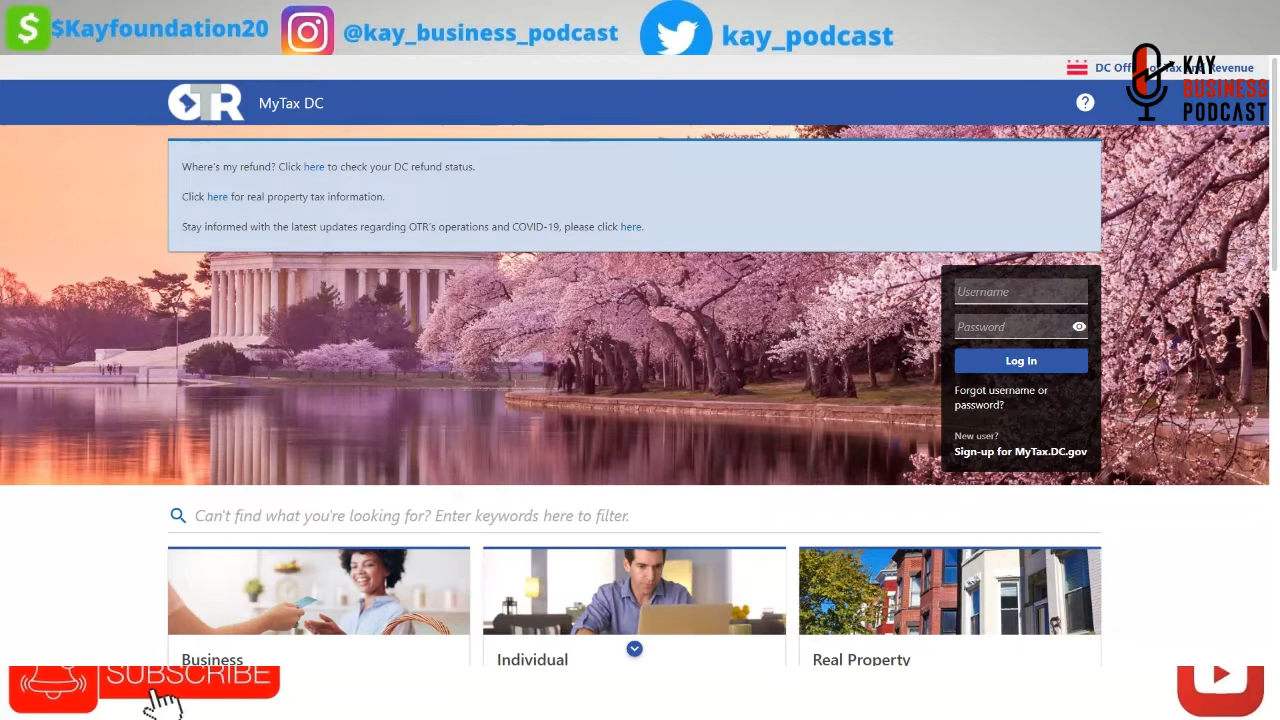 $Kayfoundation20
@kay_business_podcast
kay_podcast
DC Off Revenue
KAY
BUSINESS
PODCAST
OTR
MyTax DC
?
Where's my refund? Click here to check your DC refund status.
Click here for real property tax information.
Stay informed with the latest updates regarding OTR's operations and COVID-19, please click here.
Username
Password
Log In
Forgot username or
password?
New user?
Sign-up for MyTax.DC.gov
Can't find what you're looking for? Enter keywords here to filter.
Business
Individual
Real Property
SUBSCRIBE